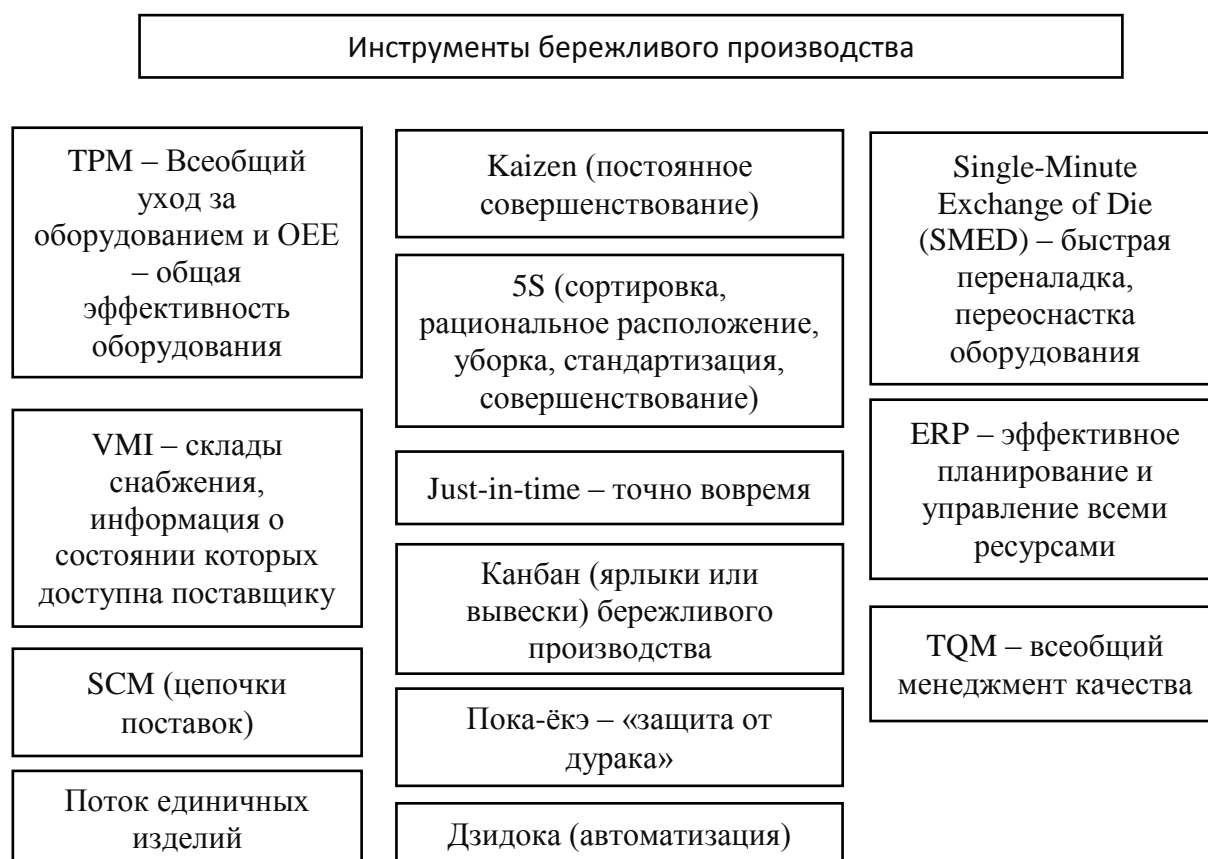 Инструменты бережливого производства
TPM – Всеобщий
уход за
оборудованием и OEE
– общая
эффективность
оборудования
VMI – склады
снабжения,
информация о
состоянии которых
доступна поставщику
SCM (цепочки
поставок)
Поток единичных
изделий
Kaizen (постоянное
совершенствование)
5S (сортировка,
рациональное расположение,
уборка, стандартизация,
совершенствование)
Just-in-time – точно вовремя
Канбан (ярлыки или
вывески) бережливого
производства
Пока-ёкэ – «защита от
дурака»
Дзидока (автоматизация)
Single-Minute
Exchange of Die
(SMED) – быстрая
переналадка,
переоснастка
оборудования
ERP – эффективное
планирование и
управление всеми
ресурсами
TQM – всеобщий
менеджмент качества